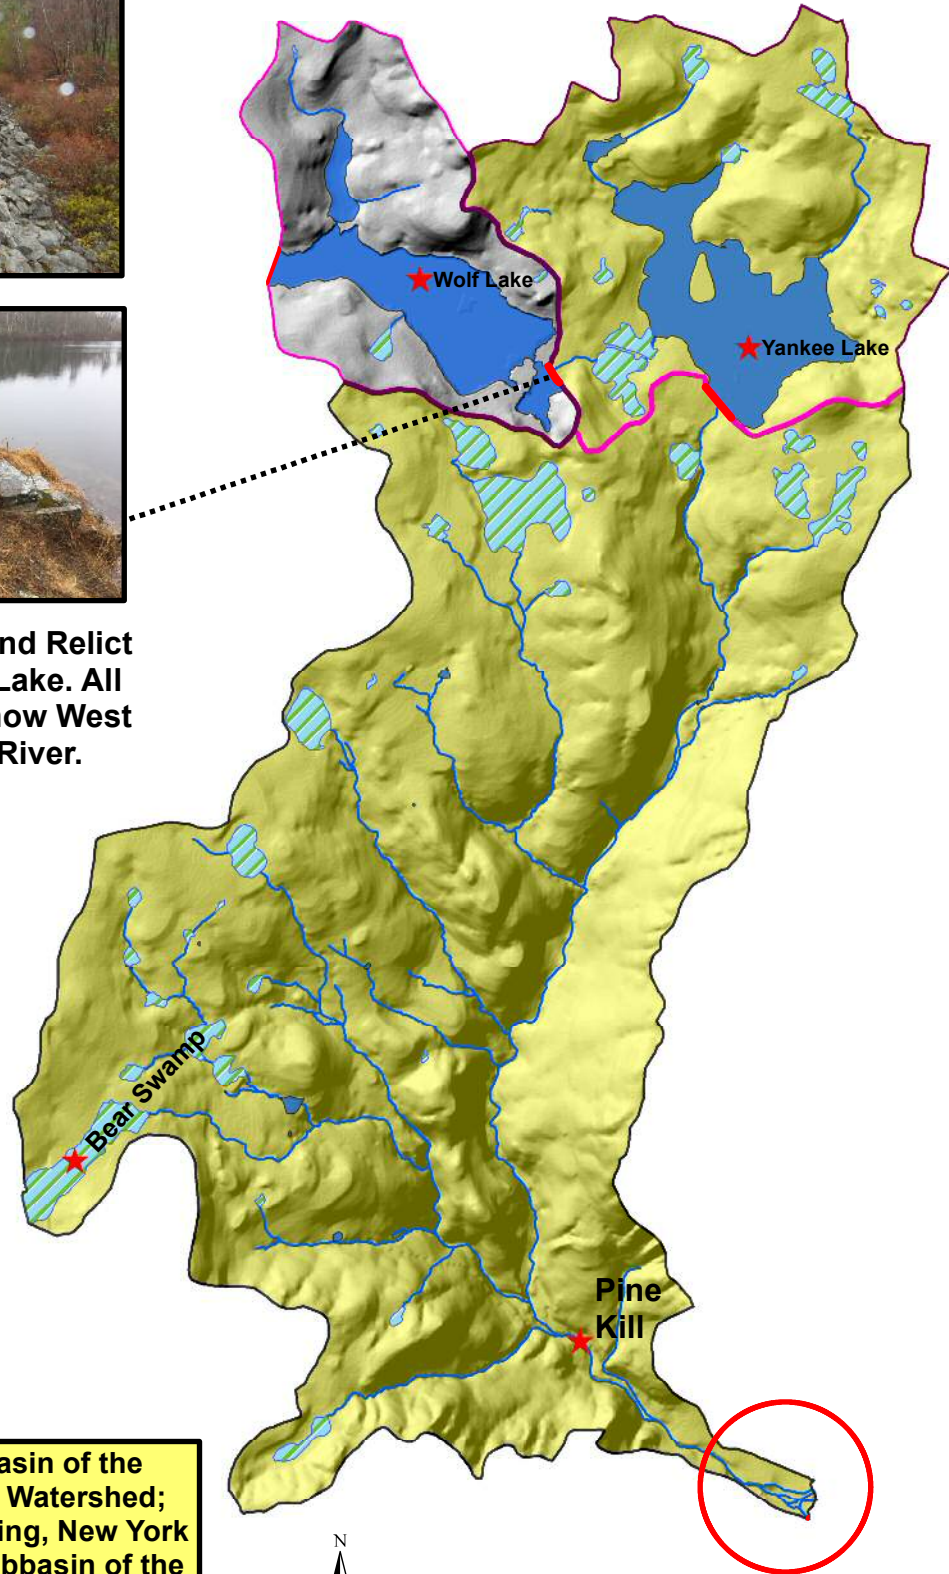 Wolf Lake
Yankee Lake
nd Relict
Lake. All
now West
River.
Bear Swamp
Pine
Kill
asin of the
Watershed;
ing, New York
bbasin of the
N